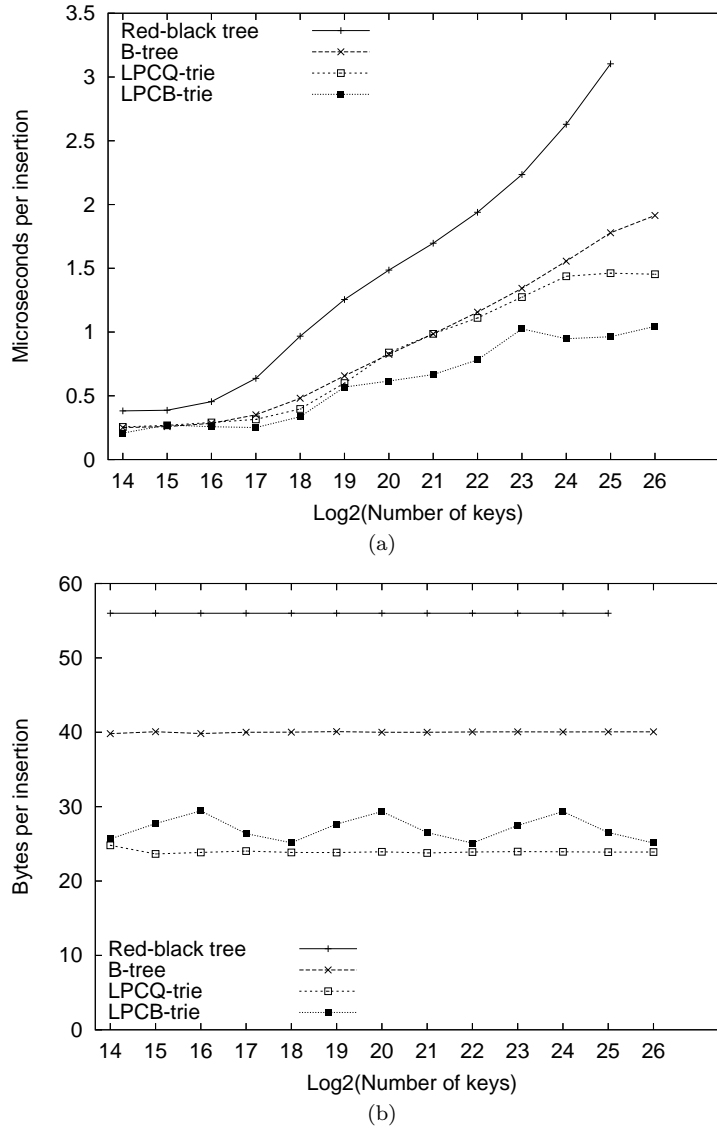 3.5
3
2.5
2
1.5
1
0.5
0
Microseconds per insertion
Red-black tree
B-tree
LPCQ-trie
LPCB-trie
14 15 16 17 18 19 20 21 22 23 24 25 26
Log2(Number of keys)
(a)
60
50
40
30
20
10
0
Bytes per insertion
Red-black tree
B-tree
LPCQ-trie
LPCB-trie
14 15 16 17 18 19 20 21 22 23 24 25 26
Log2(Number of keys)
(b)